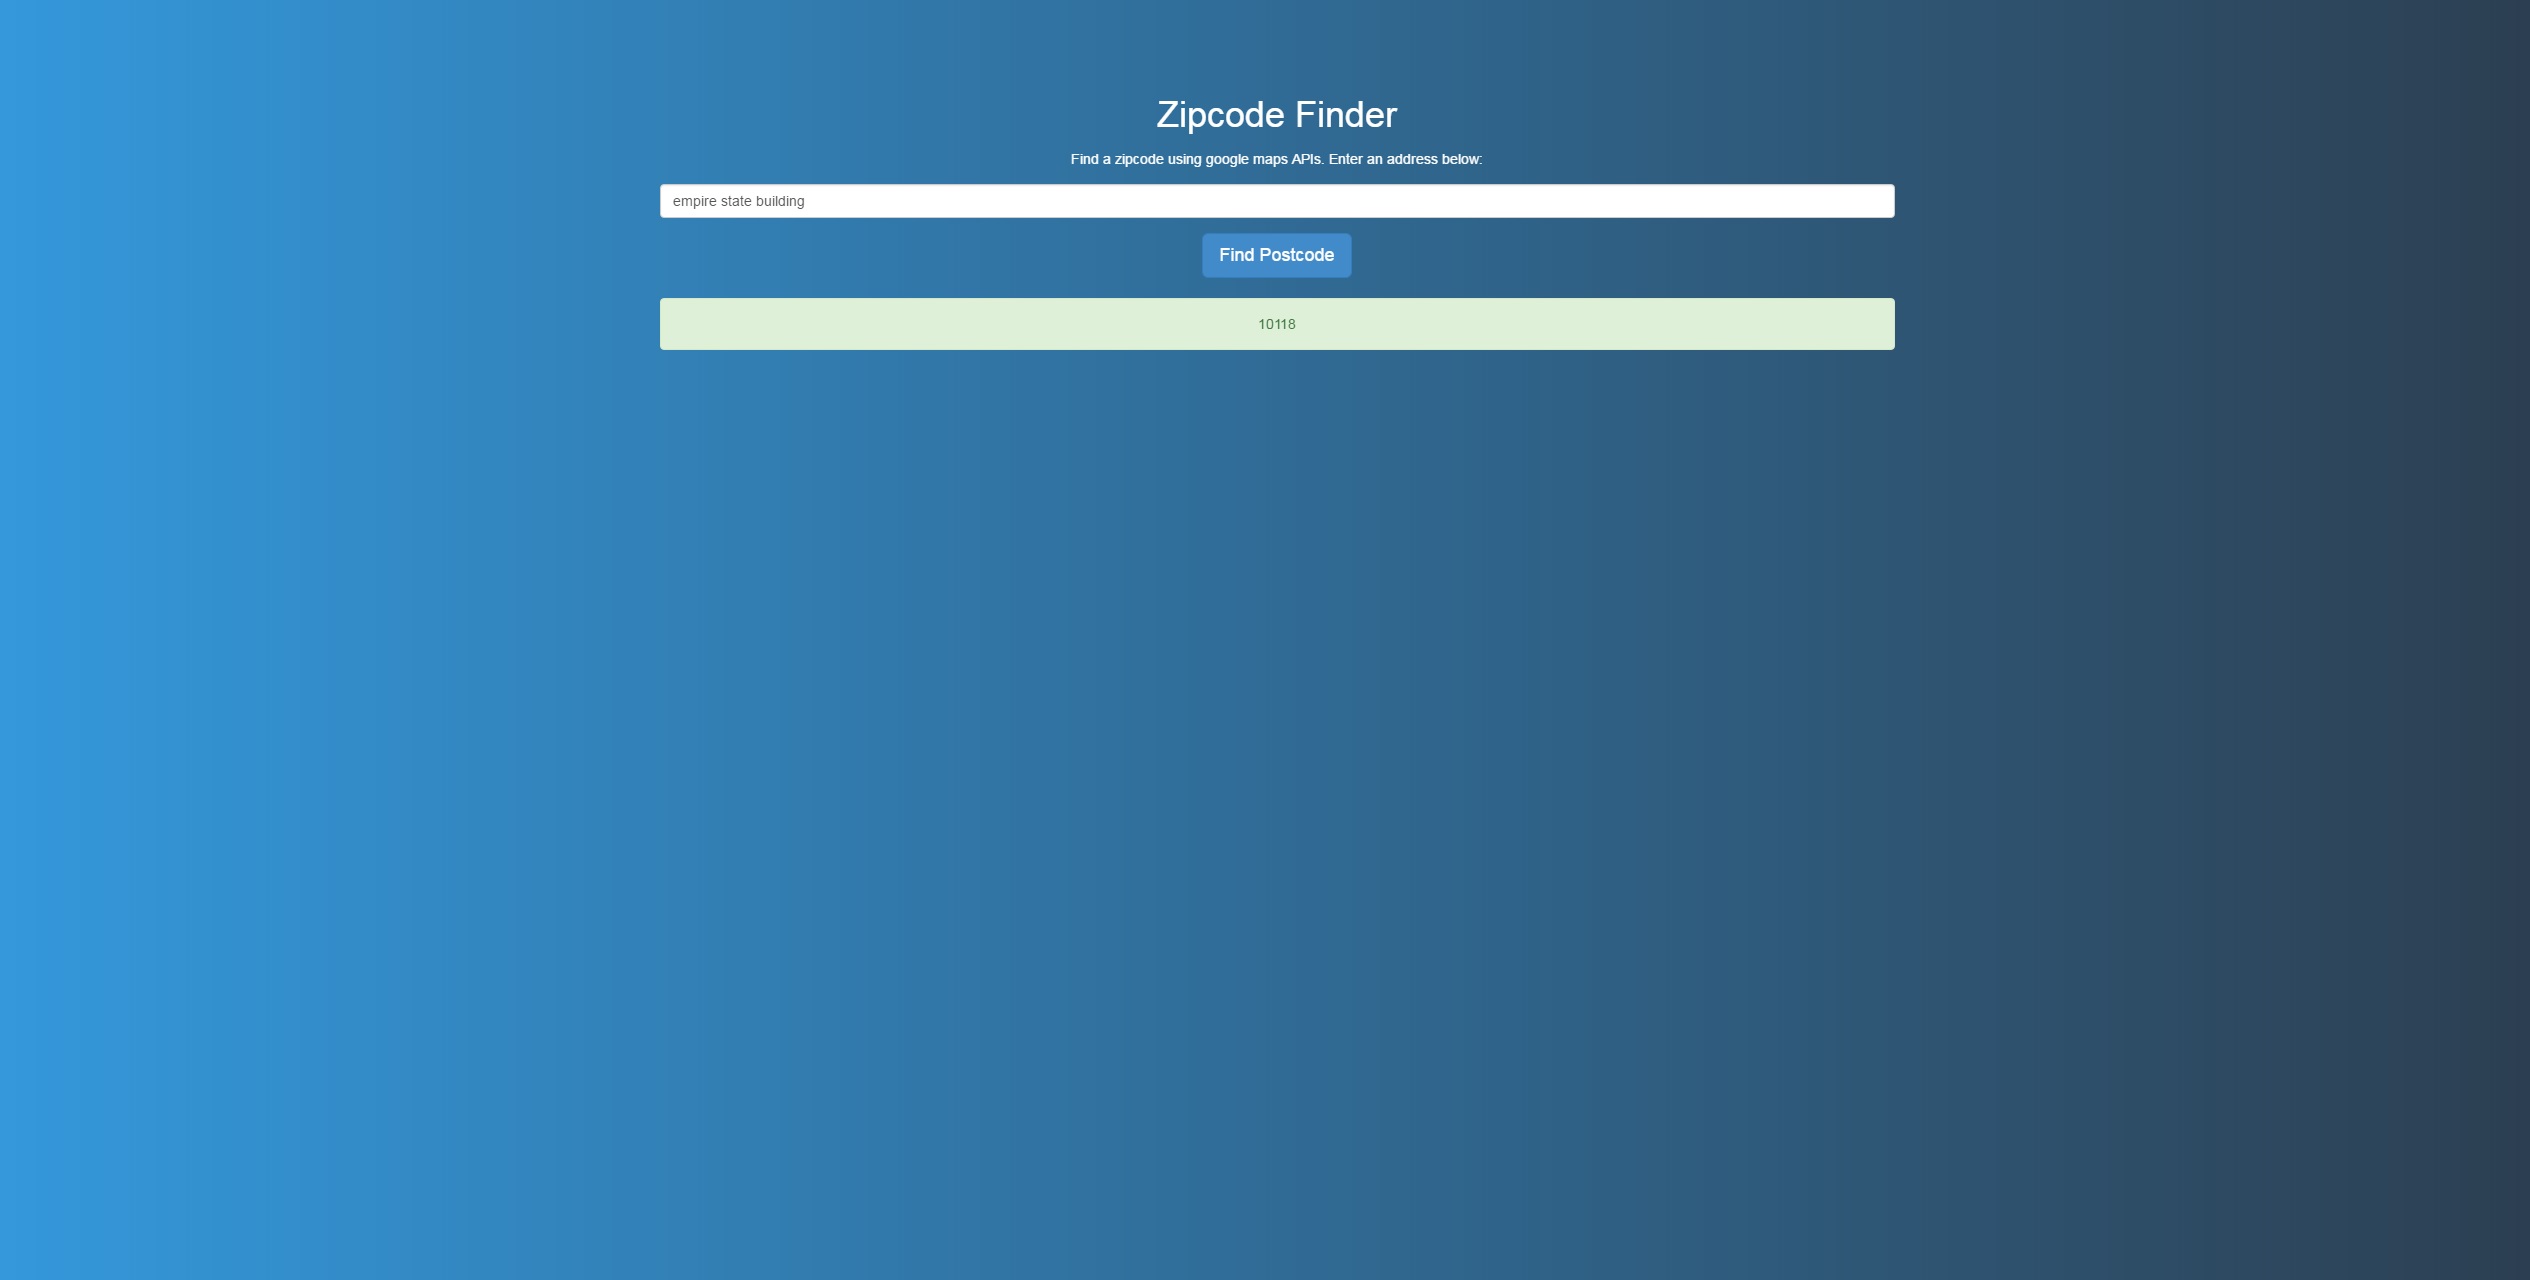 Zipcode Finder
Find a zipcode using google maps APIs. Enter an address below:
empire state building
Find Postcode
10118